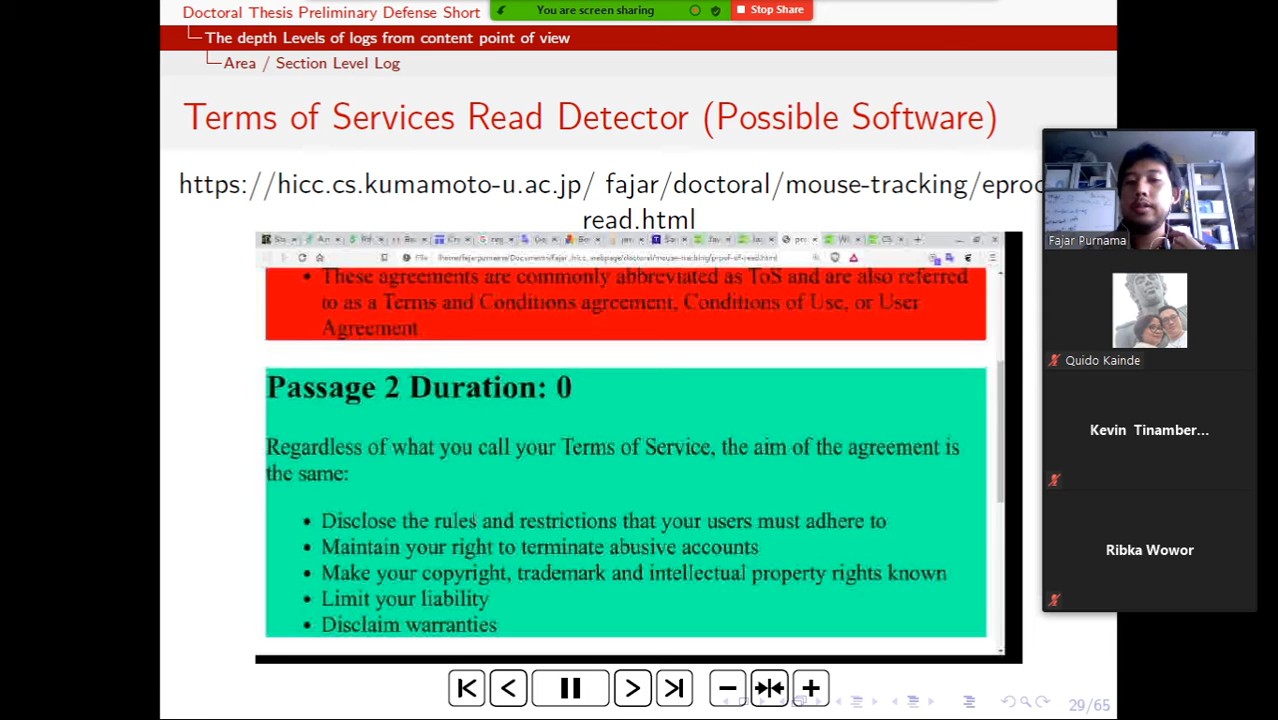 Doctoral Thesis Preliminary Defense Short
You are screen sharing
Stop Share
The depth Levels of logs from content point of view
Area / Section Level Log
Terms of Services Read Detector (Possible Software)
https://hicc.cs.kumamoto-u.ac.jp/ fajar/doctoral/mouse-tracking/eproc
read.html
These agreements are commonly abbreviated as ToS and are also referred
to as a Terms and Conditions agreement, Conditions of Use, or User
Agreement
Passage 2 Duration: 0
Regardless of what you call your Terms of Service, the aim of the agreement is
the same:
• Disclose the rules and restrictions that your users must adhere to
• Maintain your right to terminate abusive accounts
• Make your copyright, trademark and intellectual property rights known
• Limit your liability
• Disclaim warranties
29/65
Fajar Purnama
Quido Kainde
Kevin Tinamber...
Ribka Wowor